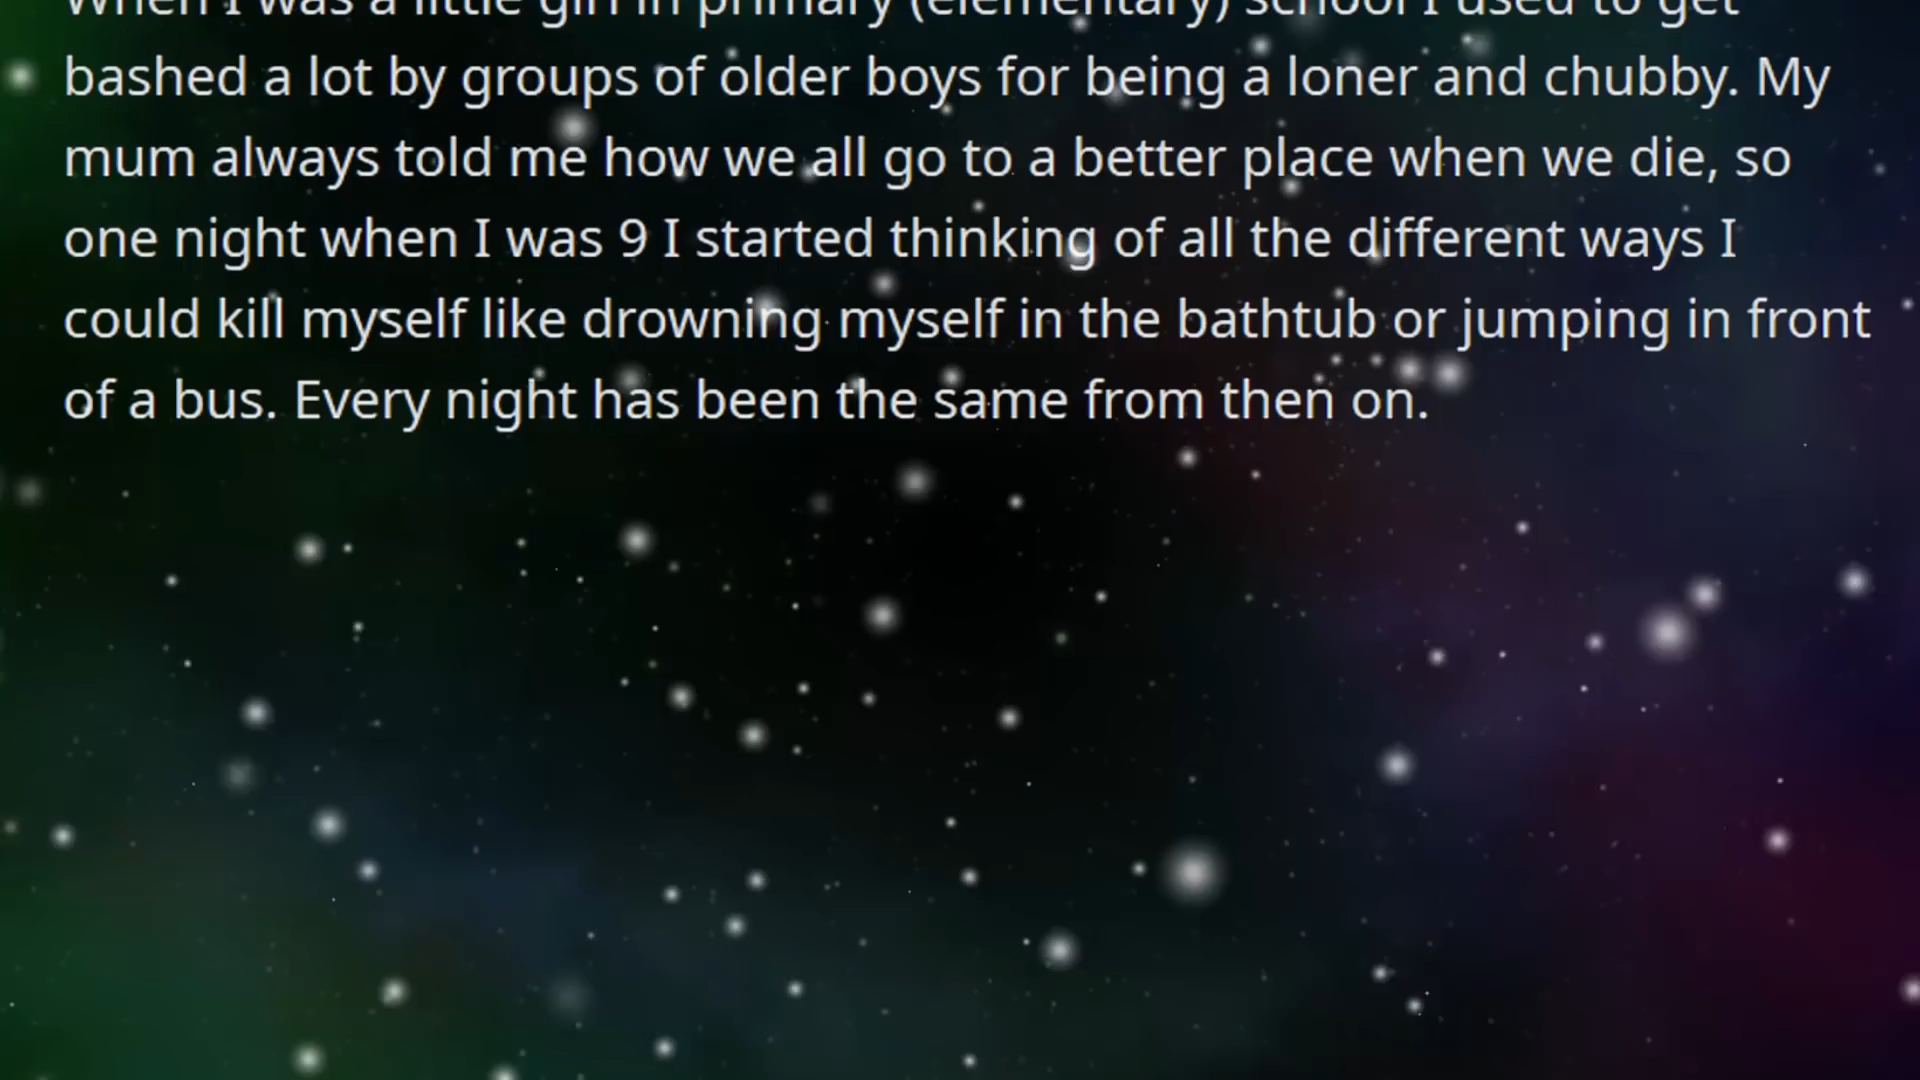 When I was a little girl in primary (elementary) school I used to get
bashed a lot by groups of older boys for being a loner and chubby. My
mum always told me how we all go to a better place when we die, so
one night when I was 9 I started thinking of all the different ways I
could kill myself like drowning myself in the bathtub or jumping in front
of a bus. Every night has been the same from then on.